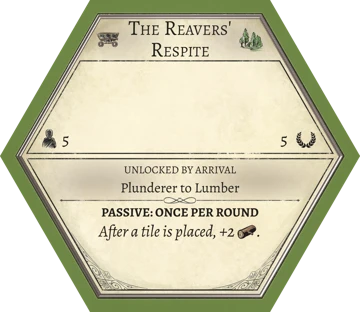 The Reavers'
Respite
5 5
UNLOCKED BY ARRIVAL
Plunderer to Lumber
PASSIVE: ONCE PER ROUND
After a tile is placed, +2 .